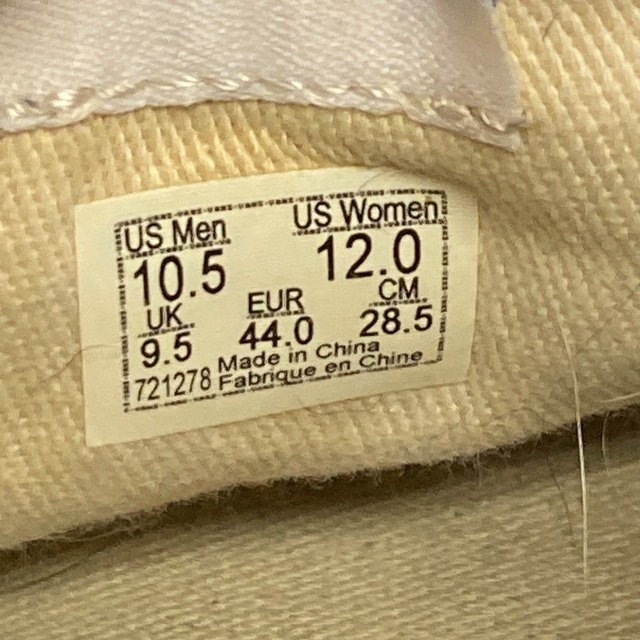 US Men US Women
10.5 12.0
UK EUR CM
9.5 44.0 28.5
Made in China
721278 Fabrique en Chine